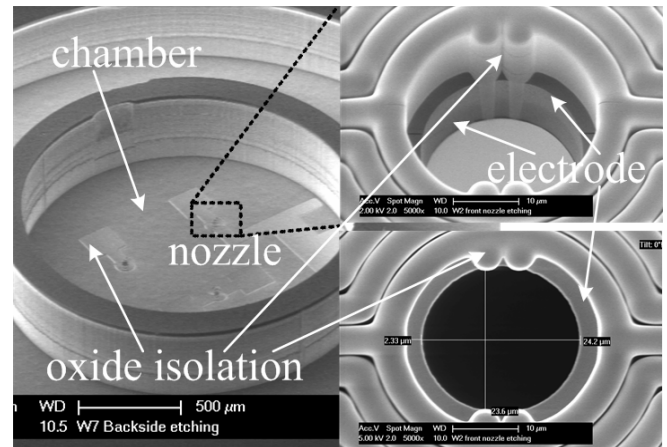 chamber
nozzle
oxide isolation
WD 500 µm
10.5 W7 Backside etching
electrode
Acc.V Spot Magn WD 10 µm
2.00 kV 2.0 5000x 10.0 W2 front nozzle etching
Tilt: 0°
2.33 µm
24.2 µm
23.6 µm
Acc.V Spot Magn WD 10 µm
5.00 kV 2.0 5000x 10.0 W2 front nozzle etching